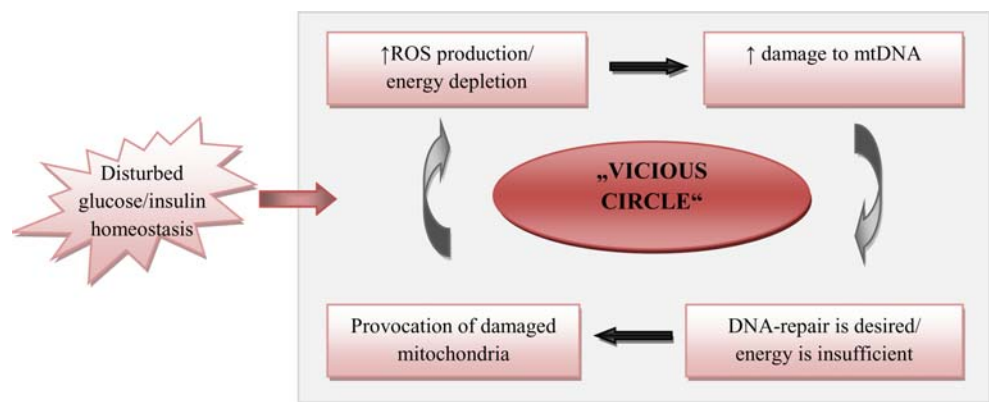 Disturbed
glucose/insulin
homeostasis
↑ROS production/
energy depletion
↑ damage to mtDNA
„VICIOUS
CIRCLE“
DNA-repair is desired/
energy is insufficient
Provocation of damaged
mitochondria